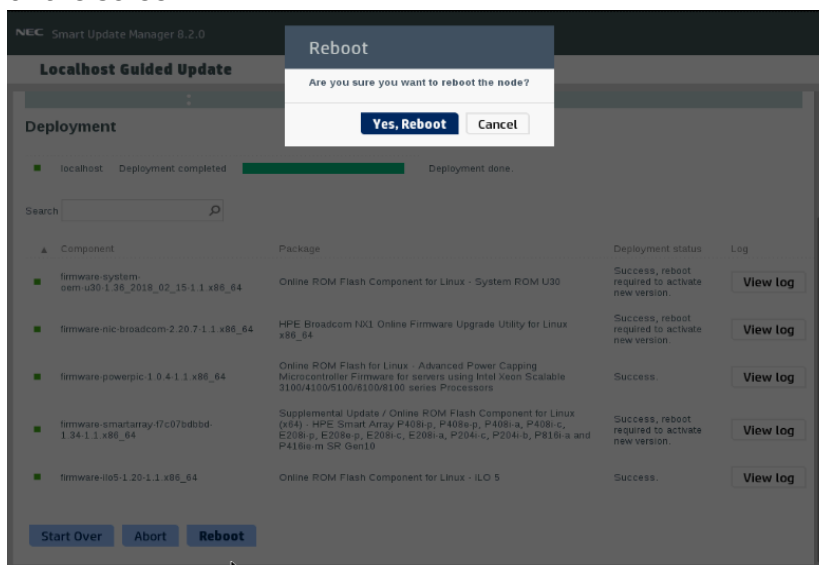 NEC Smart Update Manager 8.2.0
Reboot
Localhost Guided Update
Are you sure you want to reboot the node?
Yes, Reboot Cancel
Deployment
localhost Deployment completed Deployment done.
Search
Component Package Deployment status Log
firmware-system-
oem-u30-1.36_2018_02_15-1.1.x86_64
Online ROM Flash Component for Linux - System ROM U30
Success, reboot
required to activate
new version.
View log
firmware-nic-broadcom-2.20.7-1.1.x86_64
HPE Broadcom NX1 Online Firmware Upgrade Utility for Linux
x86_64
Success, reboot
required to activate
new version.
View log
firmware-powerpic-1.0.4-1.1.x86_64
Online ROM Flash for Linux - Advanced Power Capping
Microcontroller Firmware for servers using Intel Xeon Scalable
3100/4100/5100/6100/8100 series Processors
Success.
View log
firmware-smartarray-f7c07bdbbd-
1.34-1.1.x86_64
Supplemental Update / Online ROM Flash Component for Linux
(x64) - HPE Smart Array P408i-p, P408e-p, P408i-a, P408i-c,
E208i-p, E208e-p, E208i-c, E208i-a, P204i-c, P204i-b, P816i-a and
P416ie-m SR Gen10
Success, reboot
required to activate
new version.
View log
firmware-ilo5-1.20-1.1.x86_64
Online ROM Flash Component for Linux - iLO 5
Success.
View log
Start Over Abort Reboot